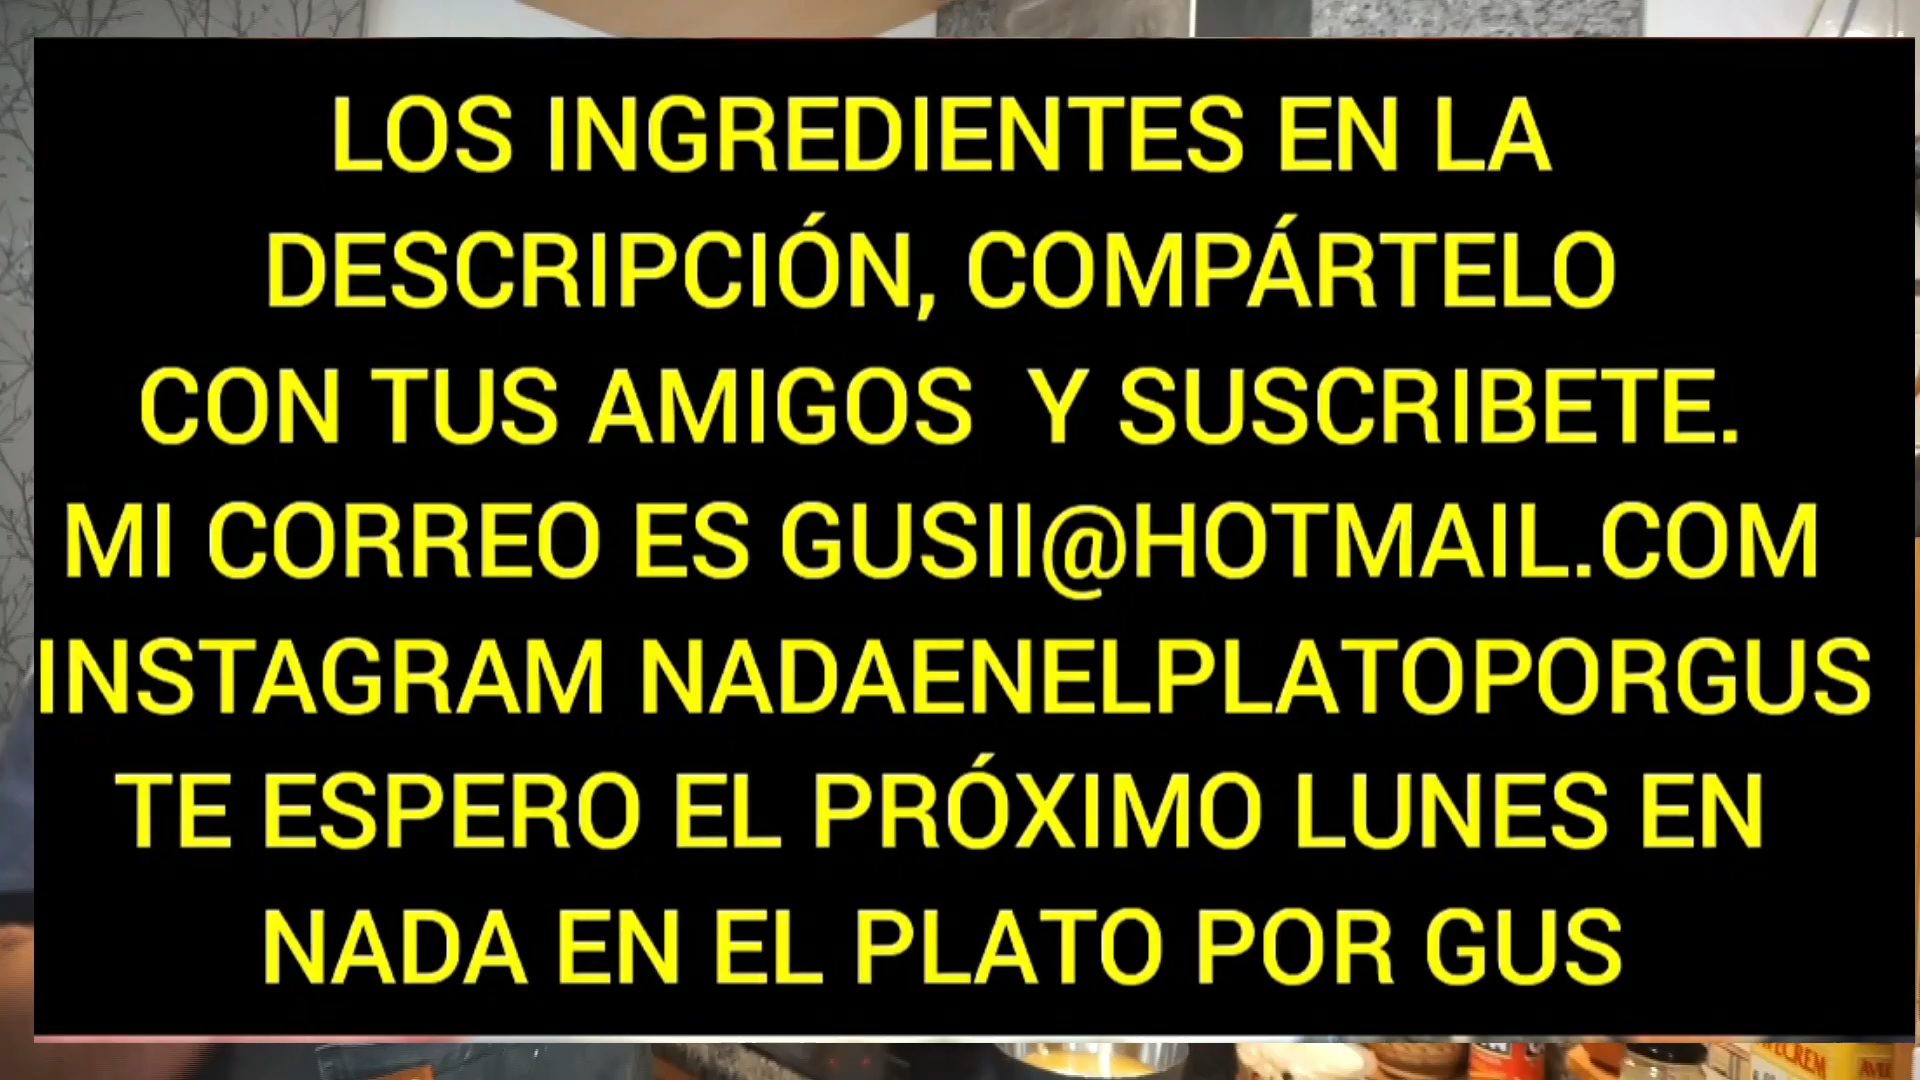 LOS INGREDIENTES EN LA
DESCRIPCIÓN, COMPÁRTELO
CON TUS AMIGOS Y SUSCRIBETE.
MI CORREO ES GUSII@HOTMAIL.COM
INSTAGRAM NADAENELPLATOPORGUS
TE ESPERO EL PRÓXIMO LUNES EN
NADA EN EL PLATO POR GUS